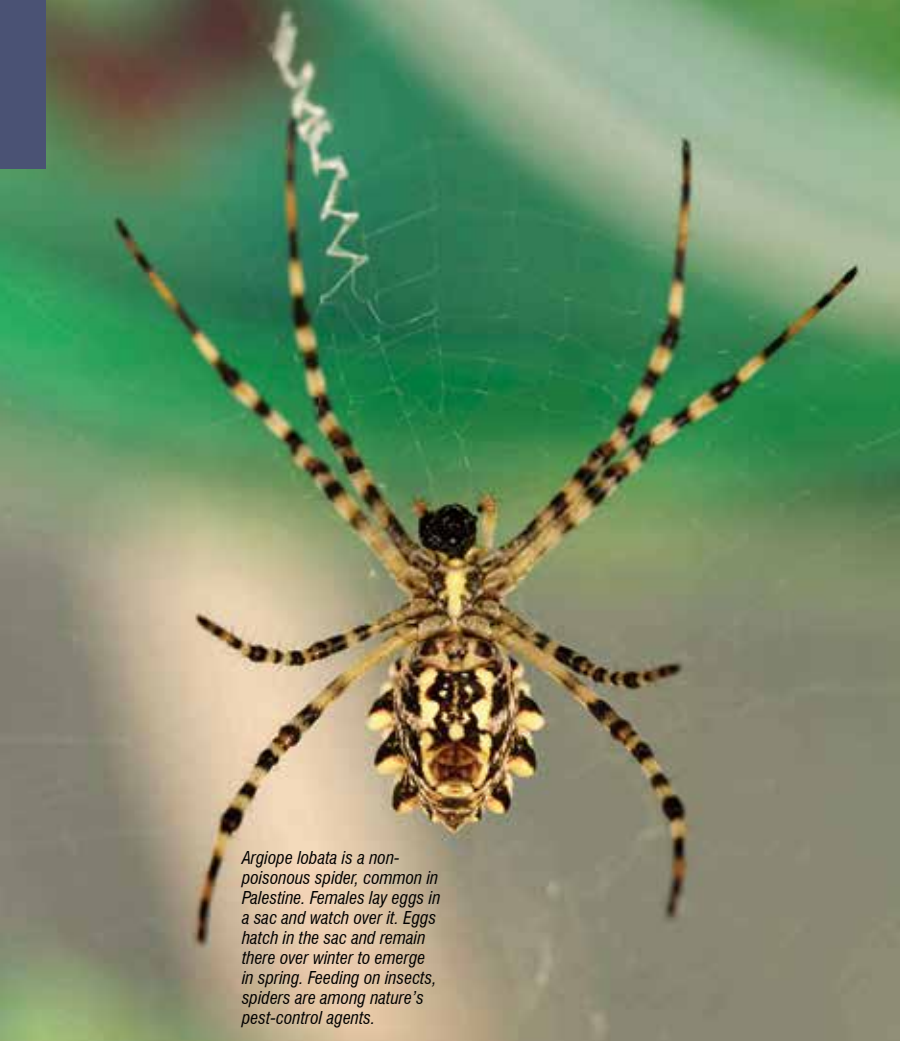 Argiope lobata is a non-
poisonous spider, common in
Palestine. Females lay eggs in
a sac and watch over it. Eggs
hatch in the sac and remain
there over winter to emerge
in spring. Feeding on insects,
spiders are among nature's
pest-control agents.